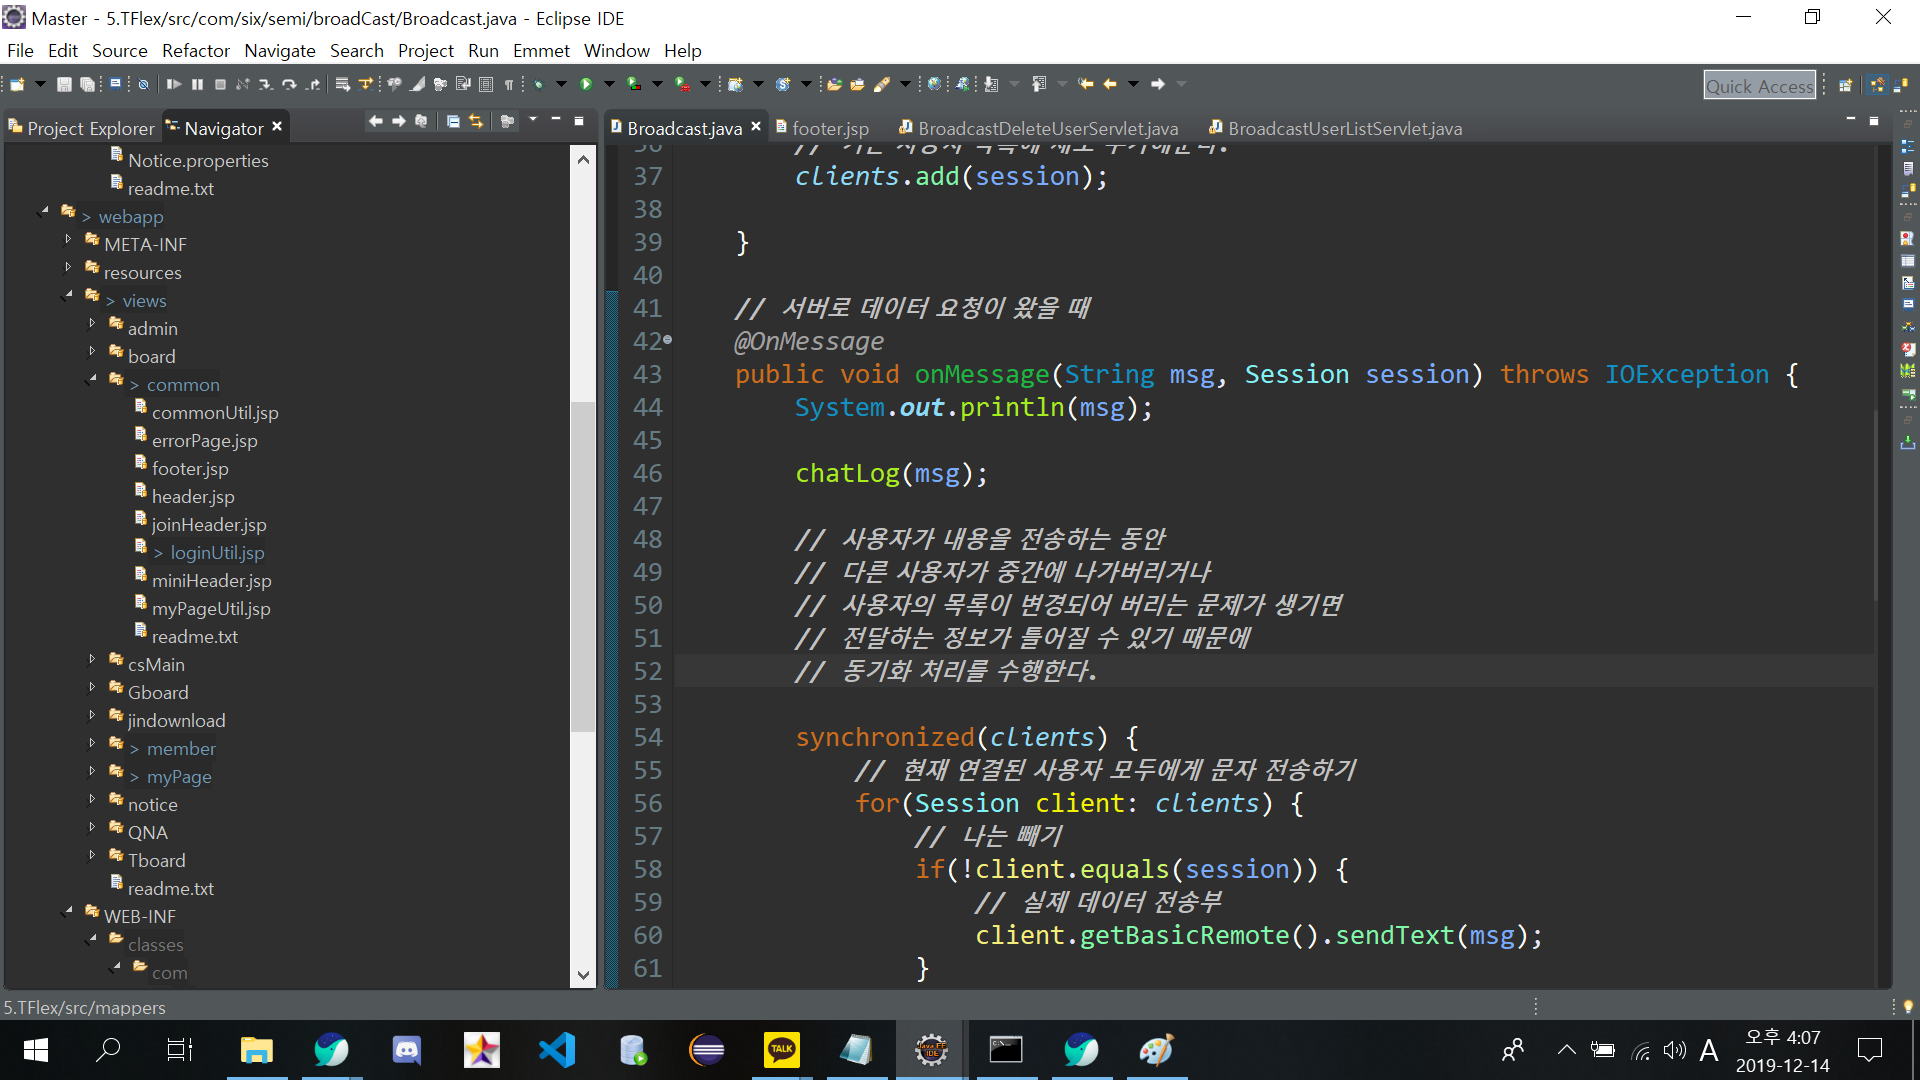 Master - 5.TFlex/src/com/six/semi/broadCast/Broadcast.java - Eclipse IDE
File Edit Source Refactor Navigate Search Project Run Emmet Window Help
Quick Access
Project Explorer Navigator
Broadcast.java footer.jsp BroadcastDeleteUserServlet.java BroadcastUserListServlet.java
Notice.properties
readme.txt
> webapp
META-INF
resources
> views
admin
board
> common
commonUtil.jsp
errorPage.jsp
footer.jsp
header.jsp
joinHeader.jsp
> loginUtil.jsp
miniHeader.jsp
myPageUtil.jsp
readme.txt
csMain
Gboard
jindownload
> member
> myPage
notice
QNA
Tboard
readme.txt
WEB-INF
classes
com
37 clients.add(session);
38
39 }
40
41 // 서버로 데이터 요청이 왔을 때
42 @OnMessage
43 public void onMessage(String msg, Session session) throws IOException {
44 System.out.println(msg);
45
46 chatLog(msg);
47
48 // 사용자가 내용을 전송하는 동안
49 // 다른 사용자가 중간에 나가버리거나
50 // 사용자의 목록이 변경되어 버리는 문제가 생기면
51 // 전달하는 정보가 틀어질 수 있기 때문에
52 // 동기화 처리를 수행한다.
53
54 synchronized(clients) {
55 // 현재 연결된 사용자 모두에게 문자 전송하기
56 for(Session client: clients) {
57 // 나는 빼기
58 if(!client.equals(session)) {
59 // 실제 데이터 전송부
60 client.getBasicRemote().sendText(msg);
61 }
5.TFlex/src/mappers
TALK
Java EE
IDE
A
오후 4:07
2019-12-14